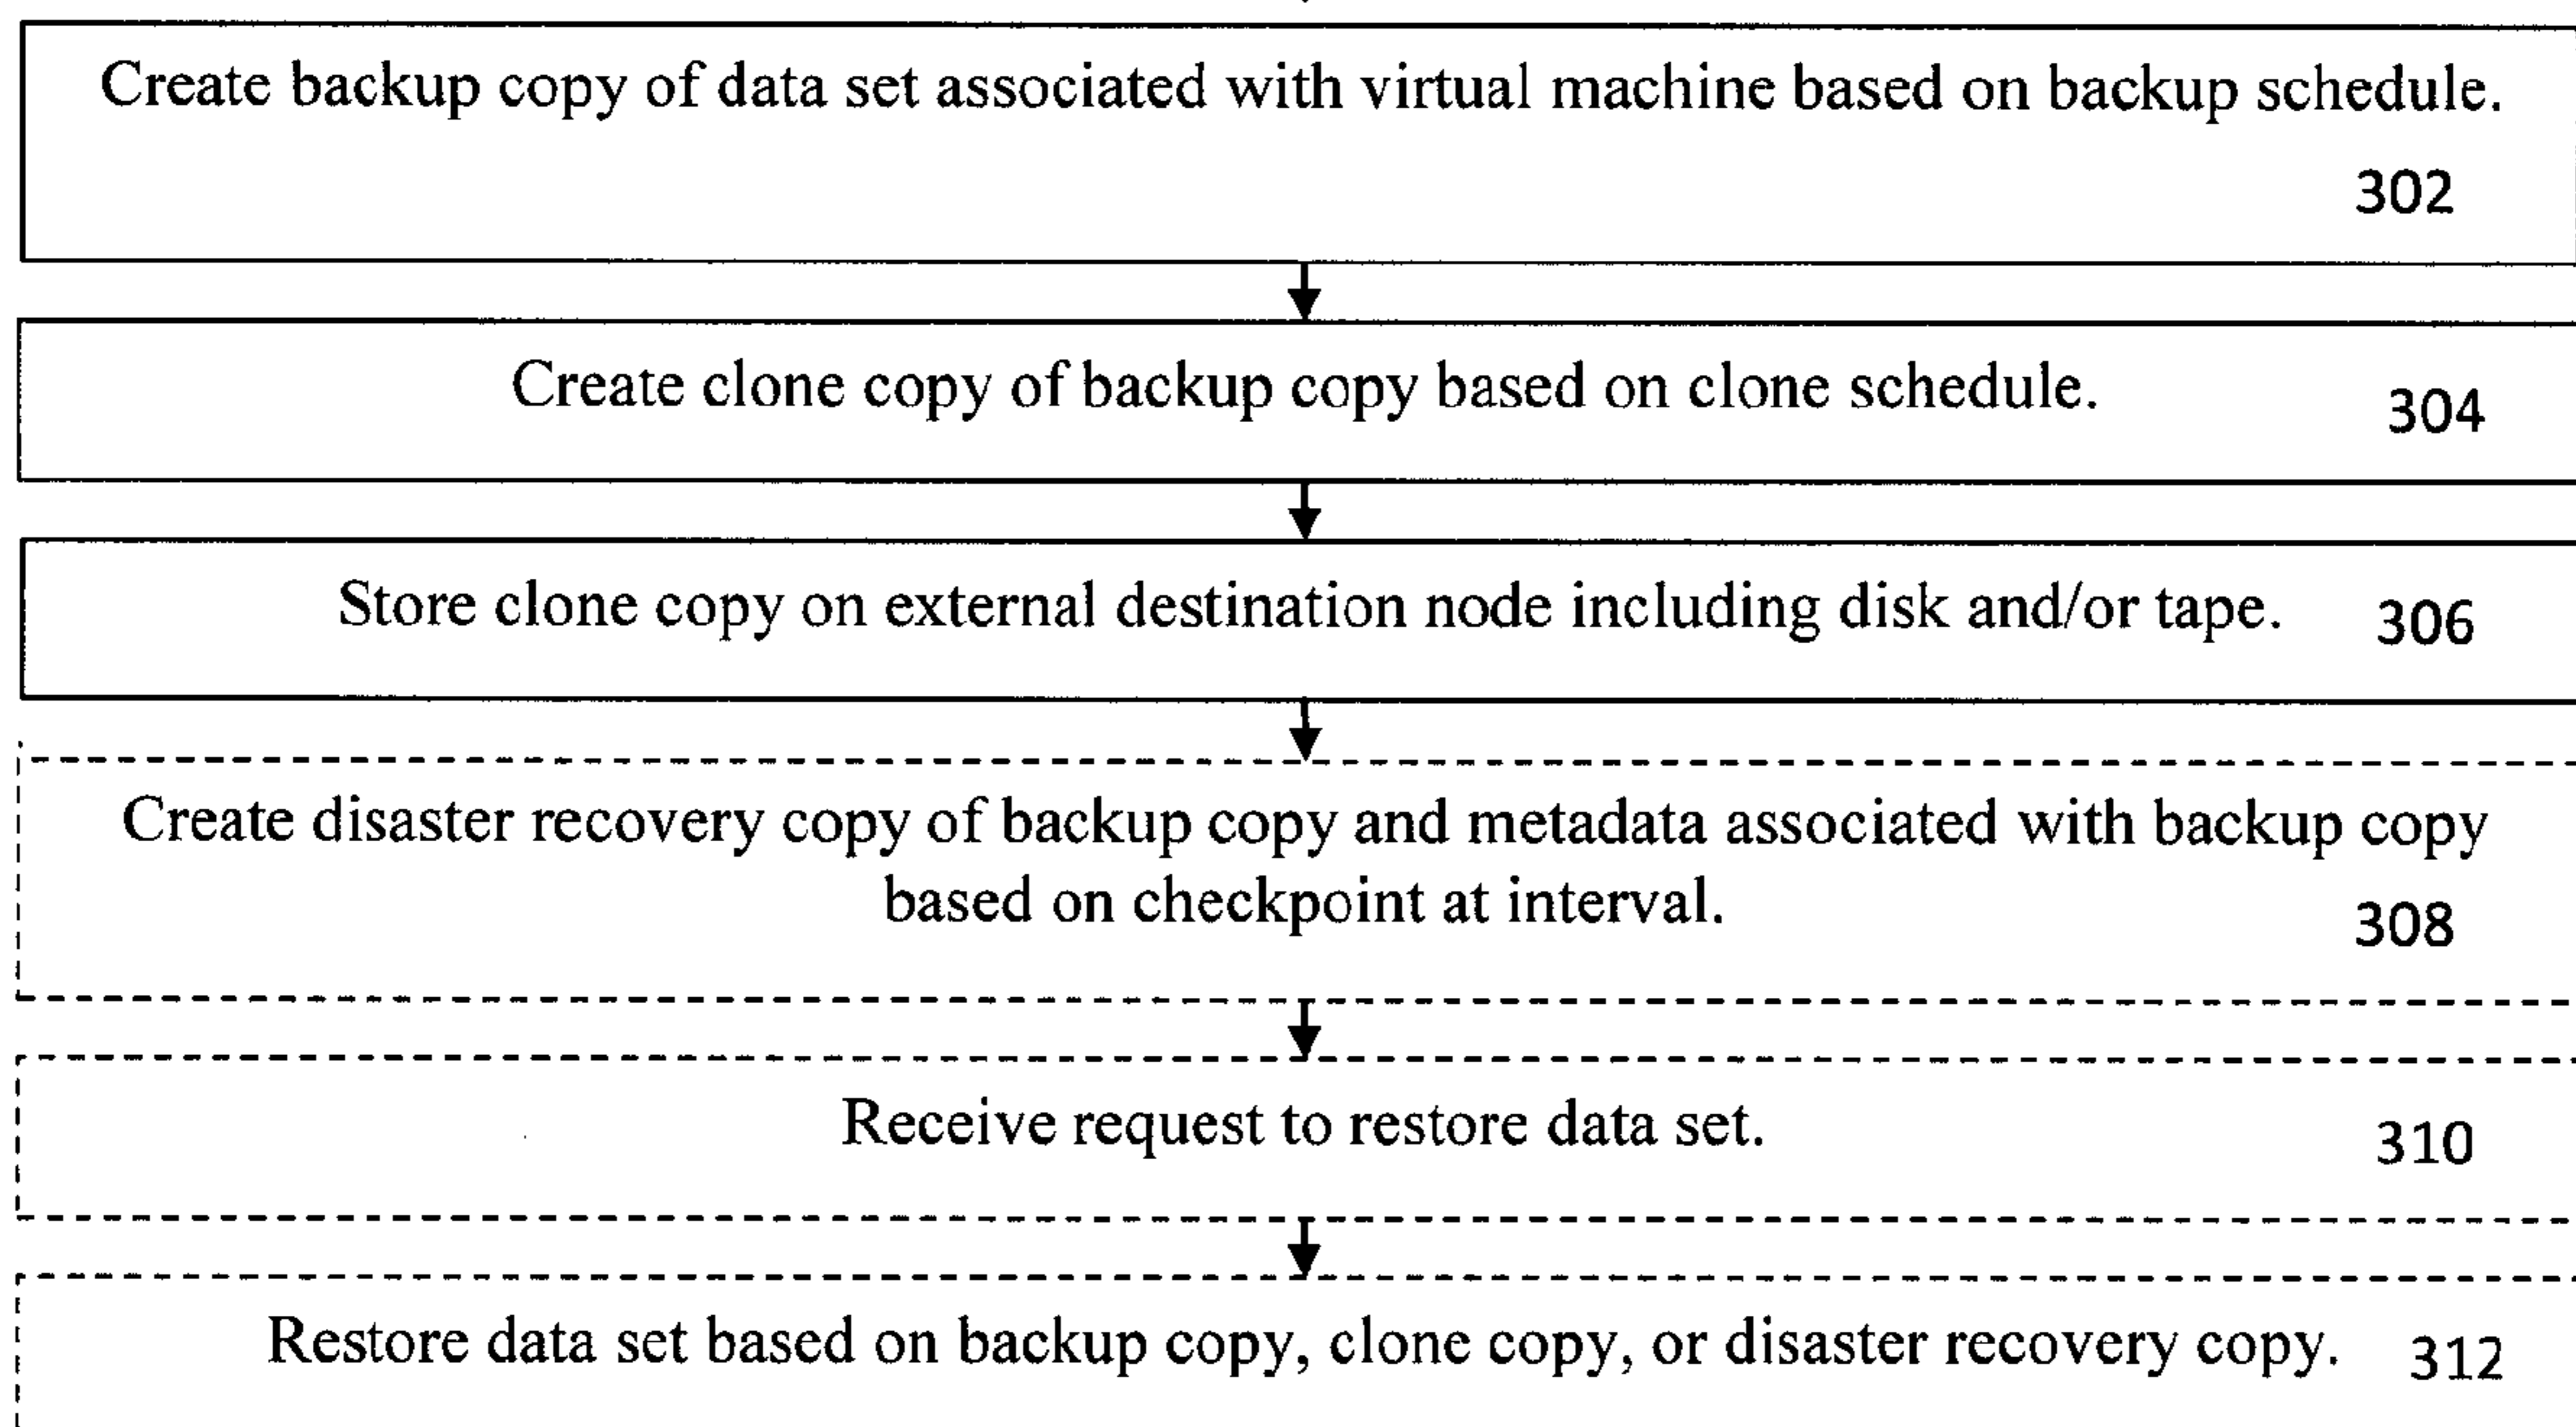 Create backup copy of data set associated with virtual machine based on backup schedule.
302
Create clone copy of backup copy based on clone schedule.
304
Store clone copy on external destination node including disk and/or tape.
306
Create disaster recovery copy of backup copy and metadata associated with backup copy
based on checkpoint at interval.
308
Receive request to restore data set.
310
Restore data set based on backup copy, clone copy, or disaster recovery copy.
312